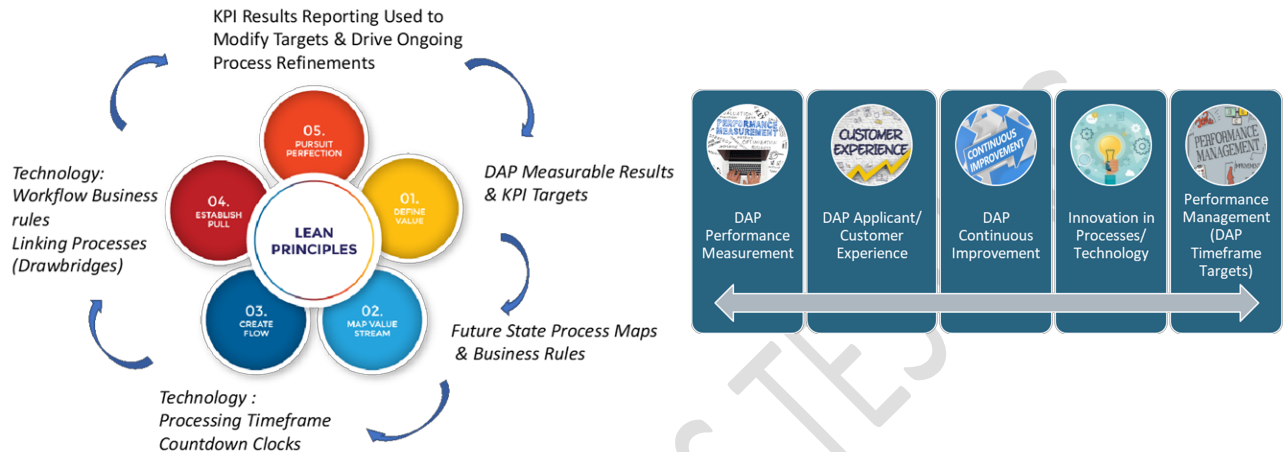 KPI Results Reporting Used to
Modify Targets & Drive Ongoing
Process Refinements
05.
PURSUIT
PERFECTION
Technology:
Workflow Business
rules
Linking Processes
(Drawbridges)
04.
ESTABLISH
PULL
01.
DEFINE
VALUE
DAP Measurable Results
& KPI Targets
LEAN
PRINCIPLES
03.
CREATE
FLOW
02.
MAP VALUE
STREAM
Future State Process Maps
& Business Rules
Technology :
Processing Timeframe
Countdown Clocks
PERFORMANCE
MEASUREMENT
DAP
Performance
Measurement
CUSTOMER
EXPERIENCE
DAP Applicant/
Customer
Experience
CONTINUOUS
IMPROVEMENT
DAP
Continuous
Improvement
Innovation in
Processes/
Technology
PERFORMANCE
MANAGEMENT
Performance
Management
(DAP
Timeframe
Targets)